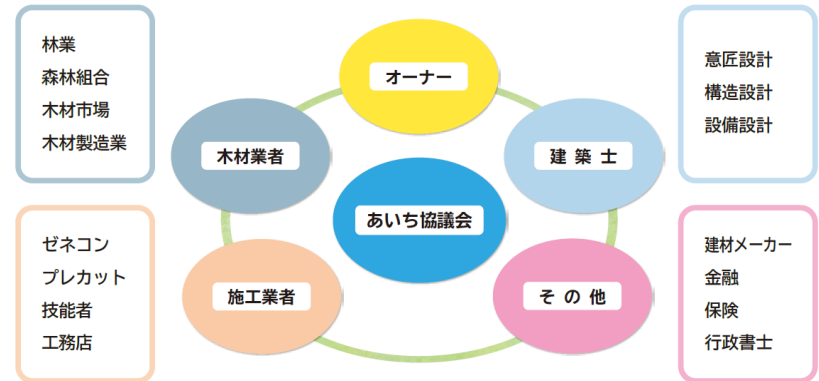 林業
森林組合
木材市場
木材製造業
オーナー
木材業者
建築士
意匠設計
構造設計
設備設計
あいち協議会
ゼネコン
プレカット
技能者
工務店
施工業者
その他
建材メーカー
金融
保険
行政書士